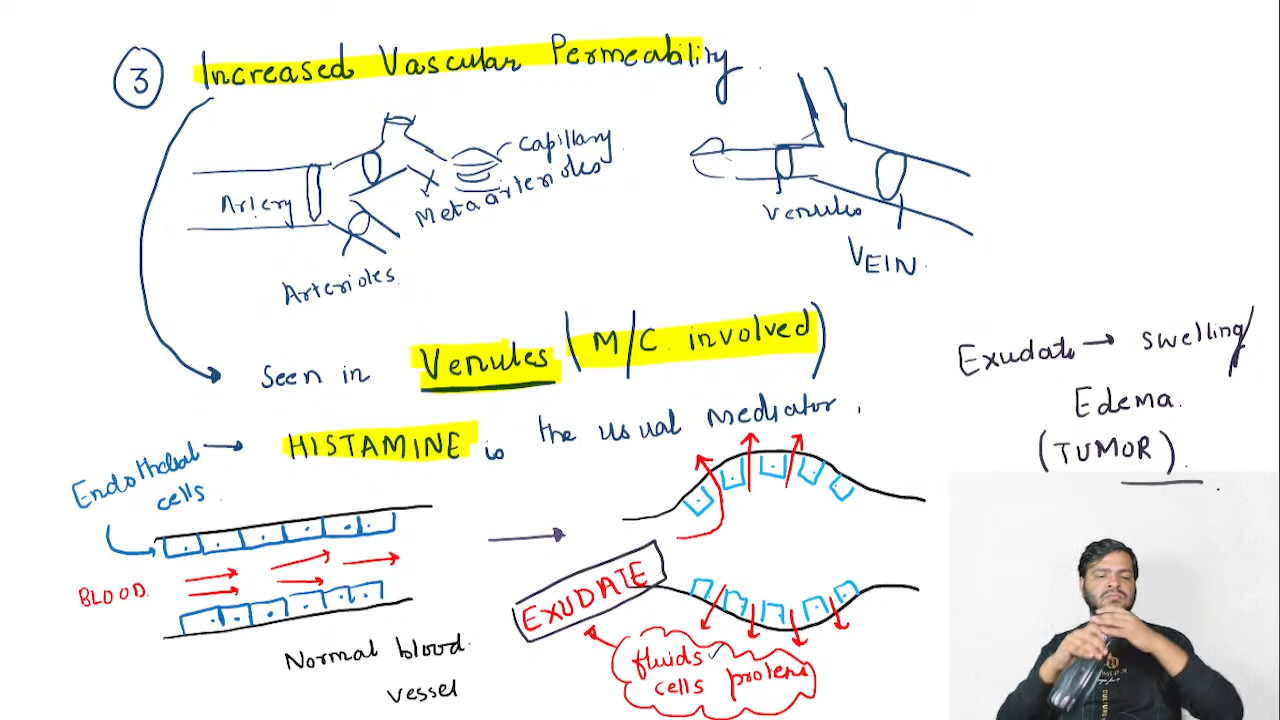 3 Increased Vascular Permeability.
Capillary
Artery
Metaarterioles
Arterioles
Venules
VEIN.
Seen in Venules (M/C. involved)
Exudate → swelling/
Edema.
(TUMOR).
HISTAMINE is the usual mediator.
Endothelial
cells
BLOOD.
Normal blood
vessel
EXUDATE
fluids
cells proteins